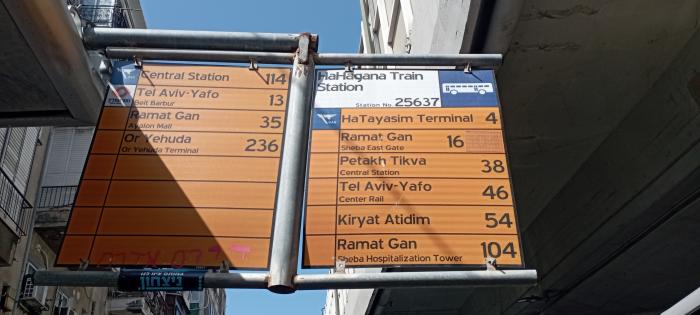 Central Station 114
Tel Aviv-Yafo 13
Beit Barbur
Ramat Gan 35
Ayalon Mall
Or Yehuda 236
Or Yehuda Terminal
HaHagana Train
Station
Station No. 25637
HaTayasim Terminal 4
Ramat Gan 16
Sheba East Gate
Petakh Tikva 38
Central Station
Tel Aviv-Yafo 46
Center Rail
Kiryat Atidim 54
Ramat Gan 104
Sheba Hospitalization Tower